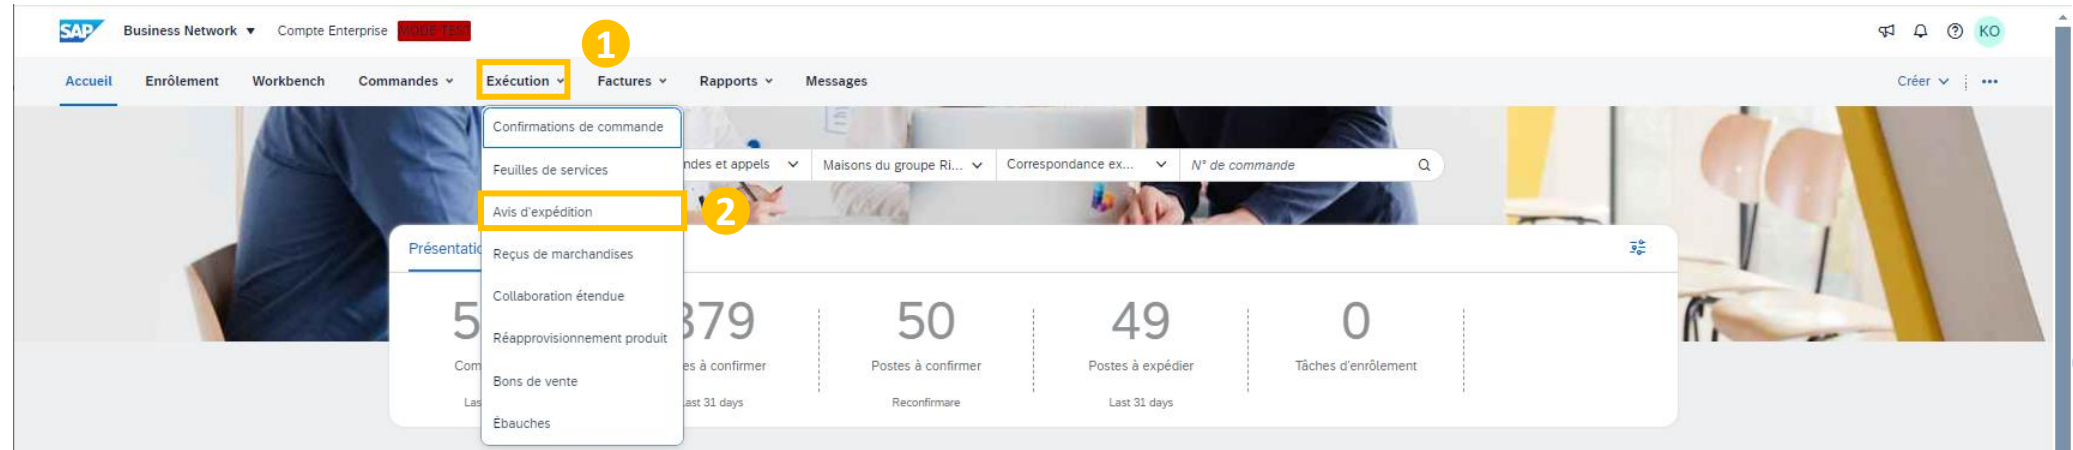 SAP Business Network Compte Enterprise MODE TEST
KO
1
Accueil Enrôlement Workbench Commandes Exécution Factures Rapports Messages Créer
Confirmations de commande
Feuilles de services
ndes et appels Maisons du groupe Ri... Correspondance ex... N° de commande
Avis d'expédition 2
Présentatio
Reçus de marchandises
Collaboration étendue
5 379 50 49 0
Réapprovisionnement produit
Com es à confirmer Postes à confirmer Postes à expédier Tâches d'enrôlement
Bons de vente
Las ast 31 days Reconfirmare Last 31 days
Ébauches